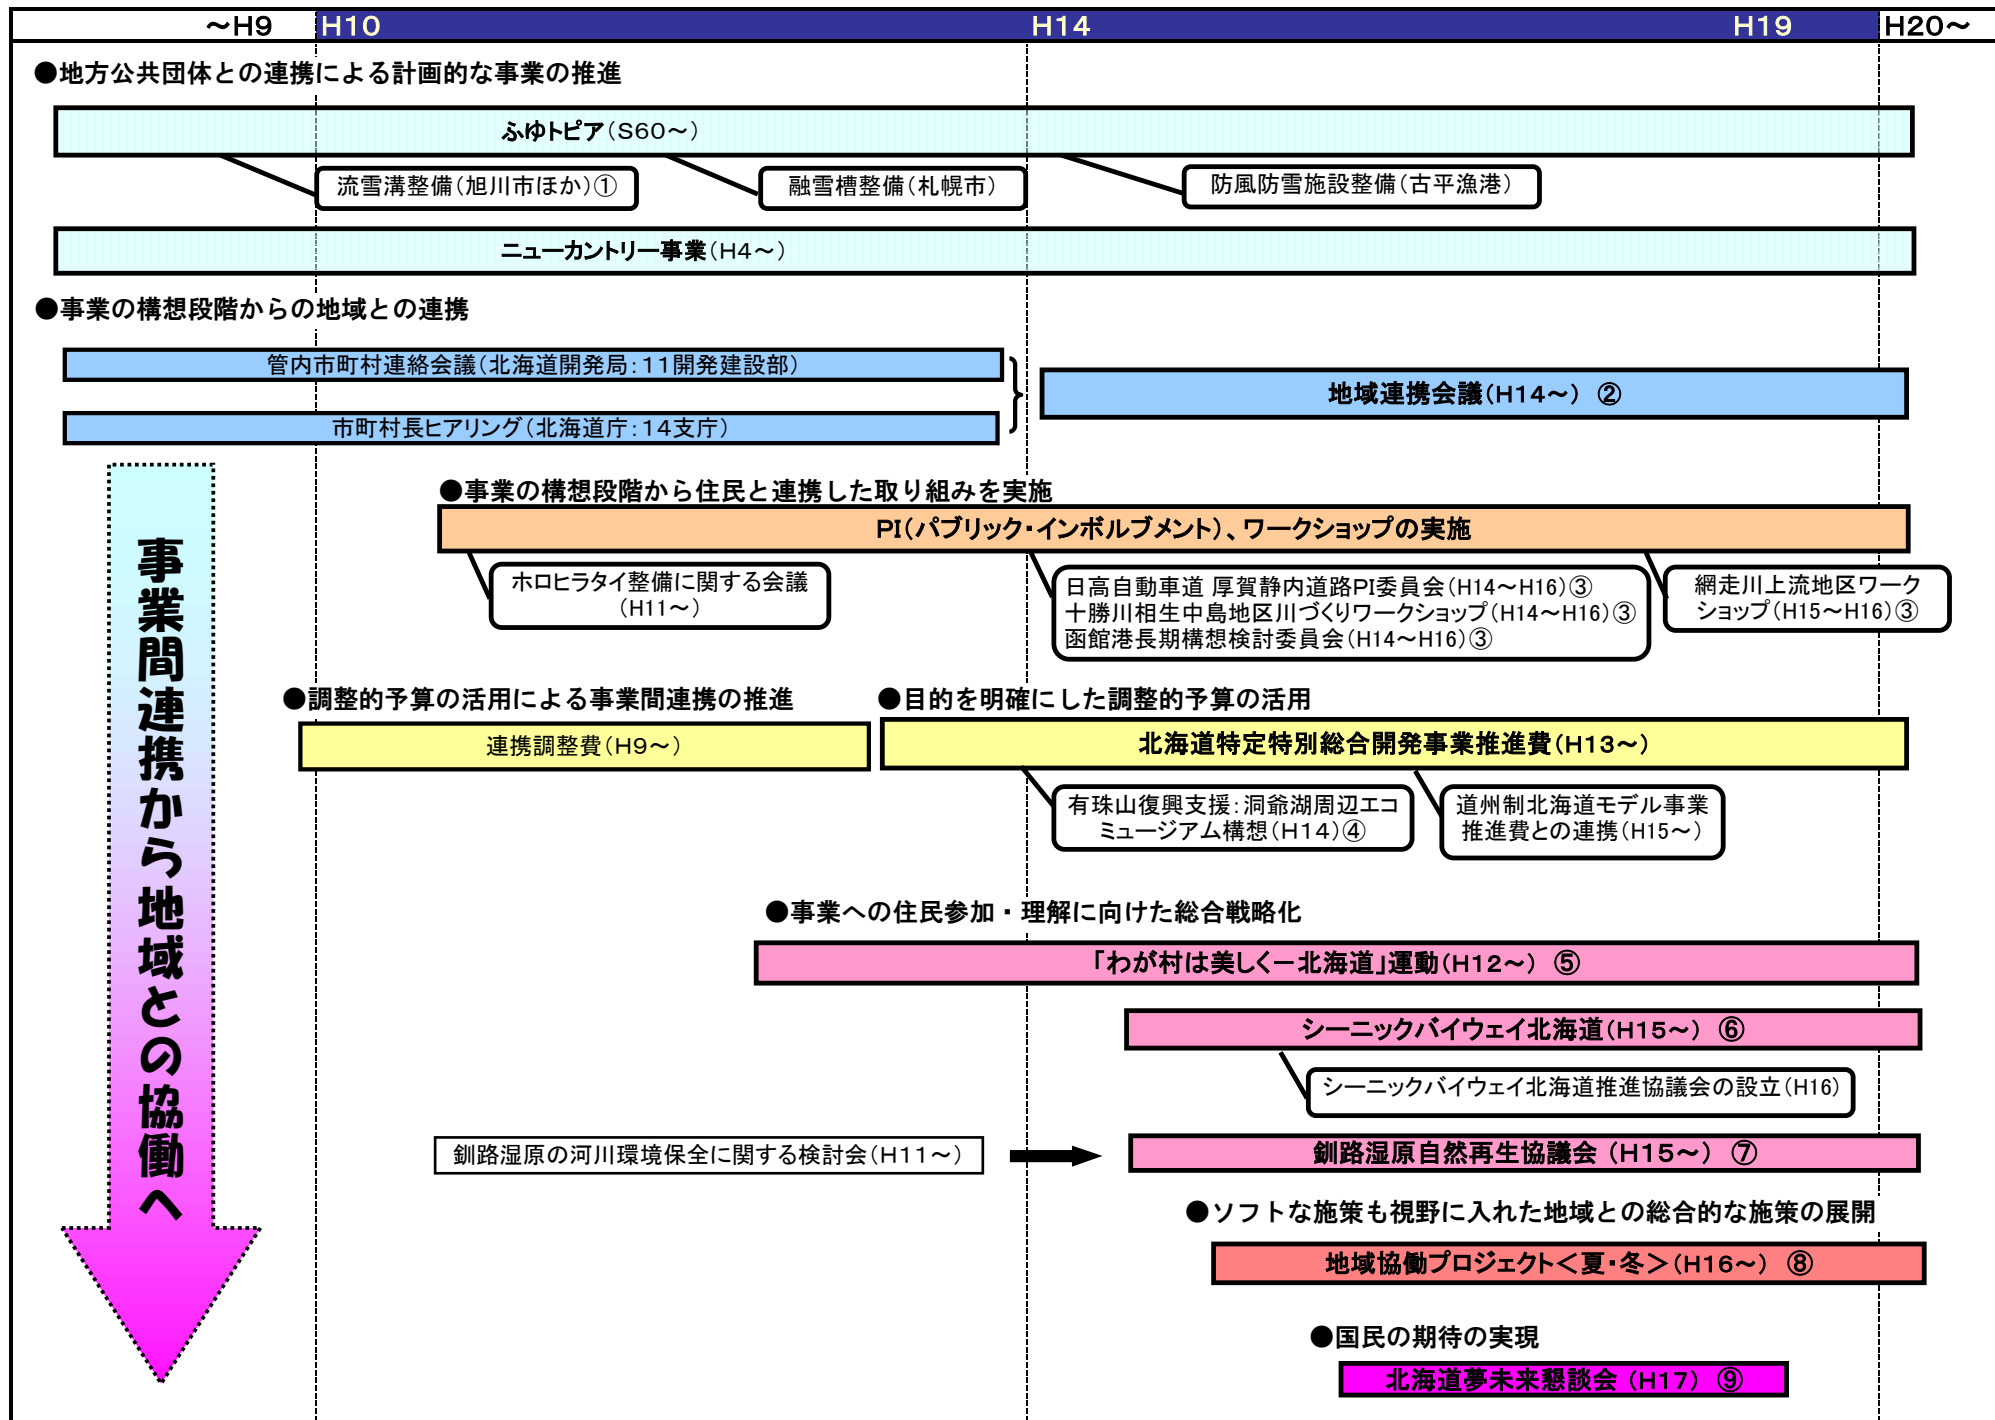 ～H9
H10
H14
H19
H20～
●地方公共団体との連携による計画的な事業の推進
ふゆトピア(S60～)
流雪溝整備(旭川市ほか)①
融雪槽整備(札幌市)
防風防雪施設整備(古平漁港)
ニューカントリー事業(H4～)
●事業の構想段階からの地域との連携
管内市町村連絡会議(北海道開発局:11開発建設部)
市町村長ヒアリング(北海道庁:14支庁)
地域連携会議(H14～) ②
●事業の構想段階から住民と連携した取り組みを実施
PI(パブリック・インボルブメント)、ワークショップの実施
ホロヒラタイ整備に関する会議
(H11～)
日高自動車道 厚賀静内道路PI委員会(H14～H16)③
十勝川相生中島地区川づくりワークショップ(H14～H16)③
函館港長期構想検討委員会(H14～H16)③
網走川上流地区ワーク
ショップ(H15～H16)③
●調整的予算の活用による事業間連携の推進
連携調整費(H9～)
●目的を明確にした調整的予算の活用
北海道特定特別総合開発事業推進費(H13～)
有珠山復興支援:洞爺湖周辺エコ
ミュージアム構想(H14)④
道州制北海道モデル事業
推進費との連携(H15～)
●事業への住民参加・理解に向けた総合戦略化
「わが村は美しく－北海道」運動(H12～) ⑤
シーニックバイウェイ北海道(H15～) ⑥
シーニックバイウェイ北海道推進協議会の設立(H16)
釧路湿原の河川環境保全に関する検討会(H11～)
釧路湿原自然再生協議会 (H15～) ⑦
●ソフトな施策も視野に入れた地域との総合的な施策の展開
地域協働プロジェクト＜夏・冬＞(H16～) ⑧
●国民の期待の実現
北海道夢未来懇談会 (H17) ⑨
事業間連携から地域との協働へ